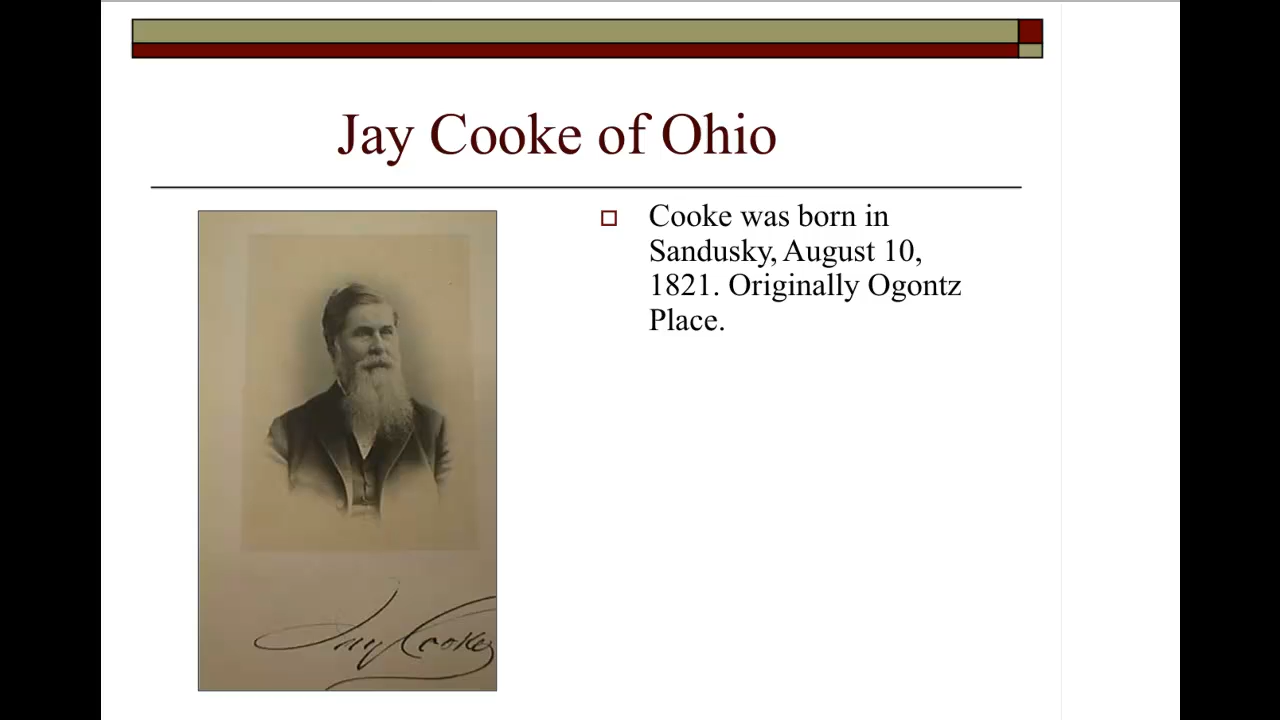 Jay Cooke of Ohio
Cooke was born in
Sandusky, August 10,
1821. Originally Ogontz
Place.
Jay Cooke